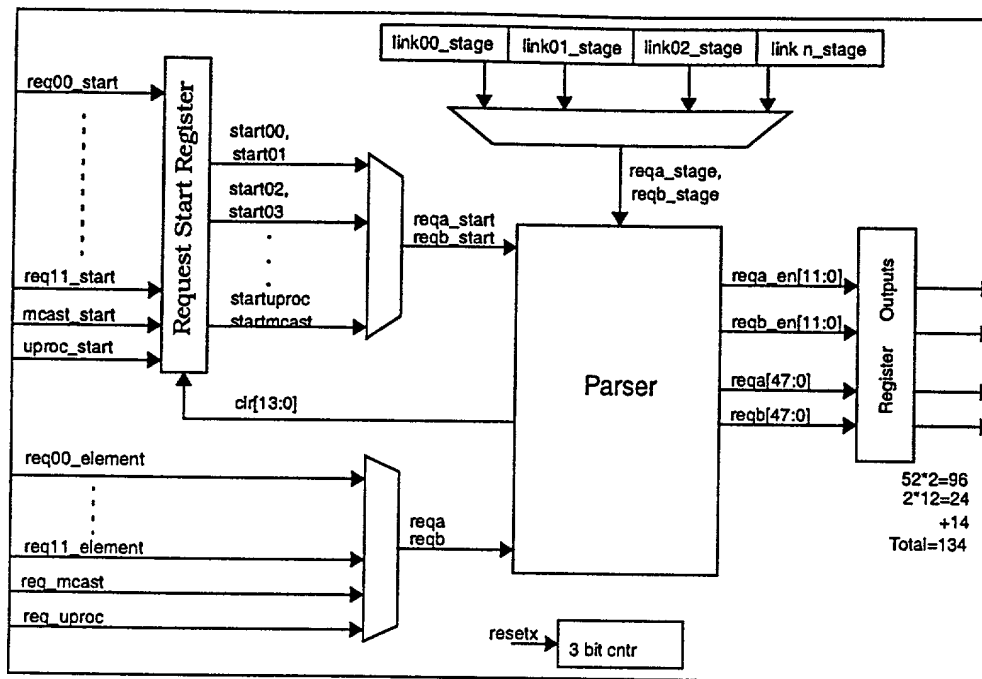 link00_stage
link01_stage
link02_stage
link n_stage
req00_start
Request Start Register
start00,
start01
start02,
start03
startuproc
startmcast
reqa_stage,
reqb_stage
reqa_start
reqb_start
req11_start
mcast_start
uproc_start
clr[13:0]
Parser
reqa_en[11:0]
reqb_en[11:0]
reqa[47:0]
reqb[47:0]
Register Outputs
52*2=96
2*12=24
+14
Total=134
req00_element
req11_element
req_mcast
req_uproc
reqa
reqb
resetx
3 bit cntr